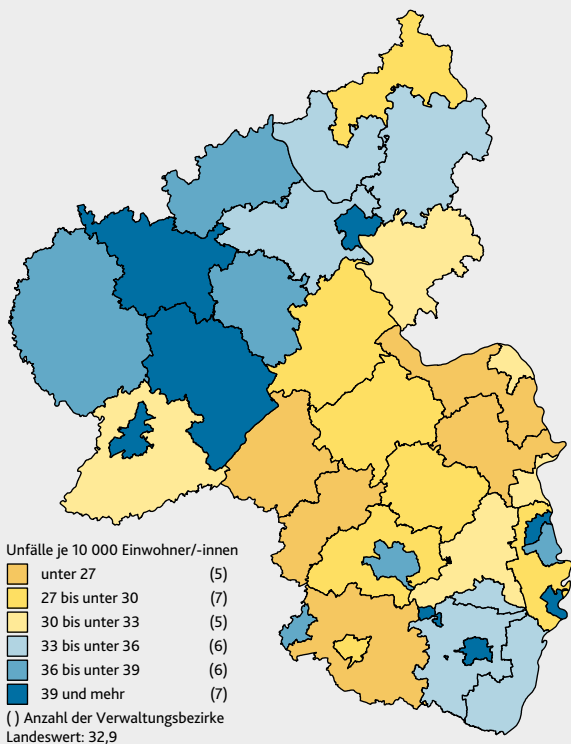 Unfälle je 10 000 Einwohner/-innen
unter 27 (5)
27 bis unter 30 (7)
30 bis unter 33 (5)
33 bis unter 36 (6)
36 bis unter 39 (6)
39 und mehr (7)
( ) Anzahl der Verwaltungsbezirke
Landeswert: 32,9